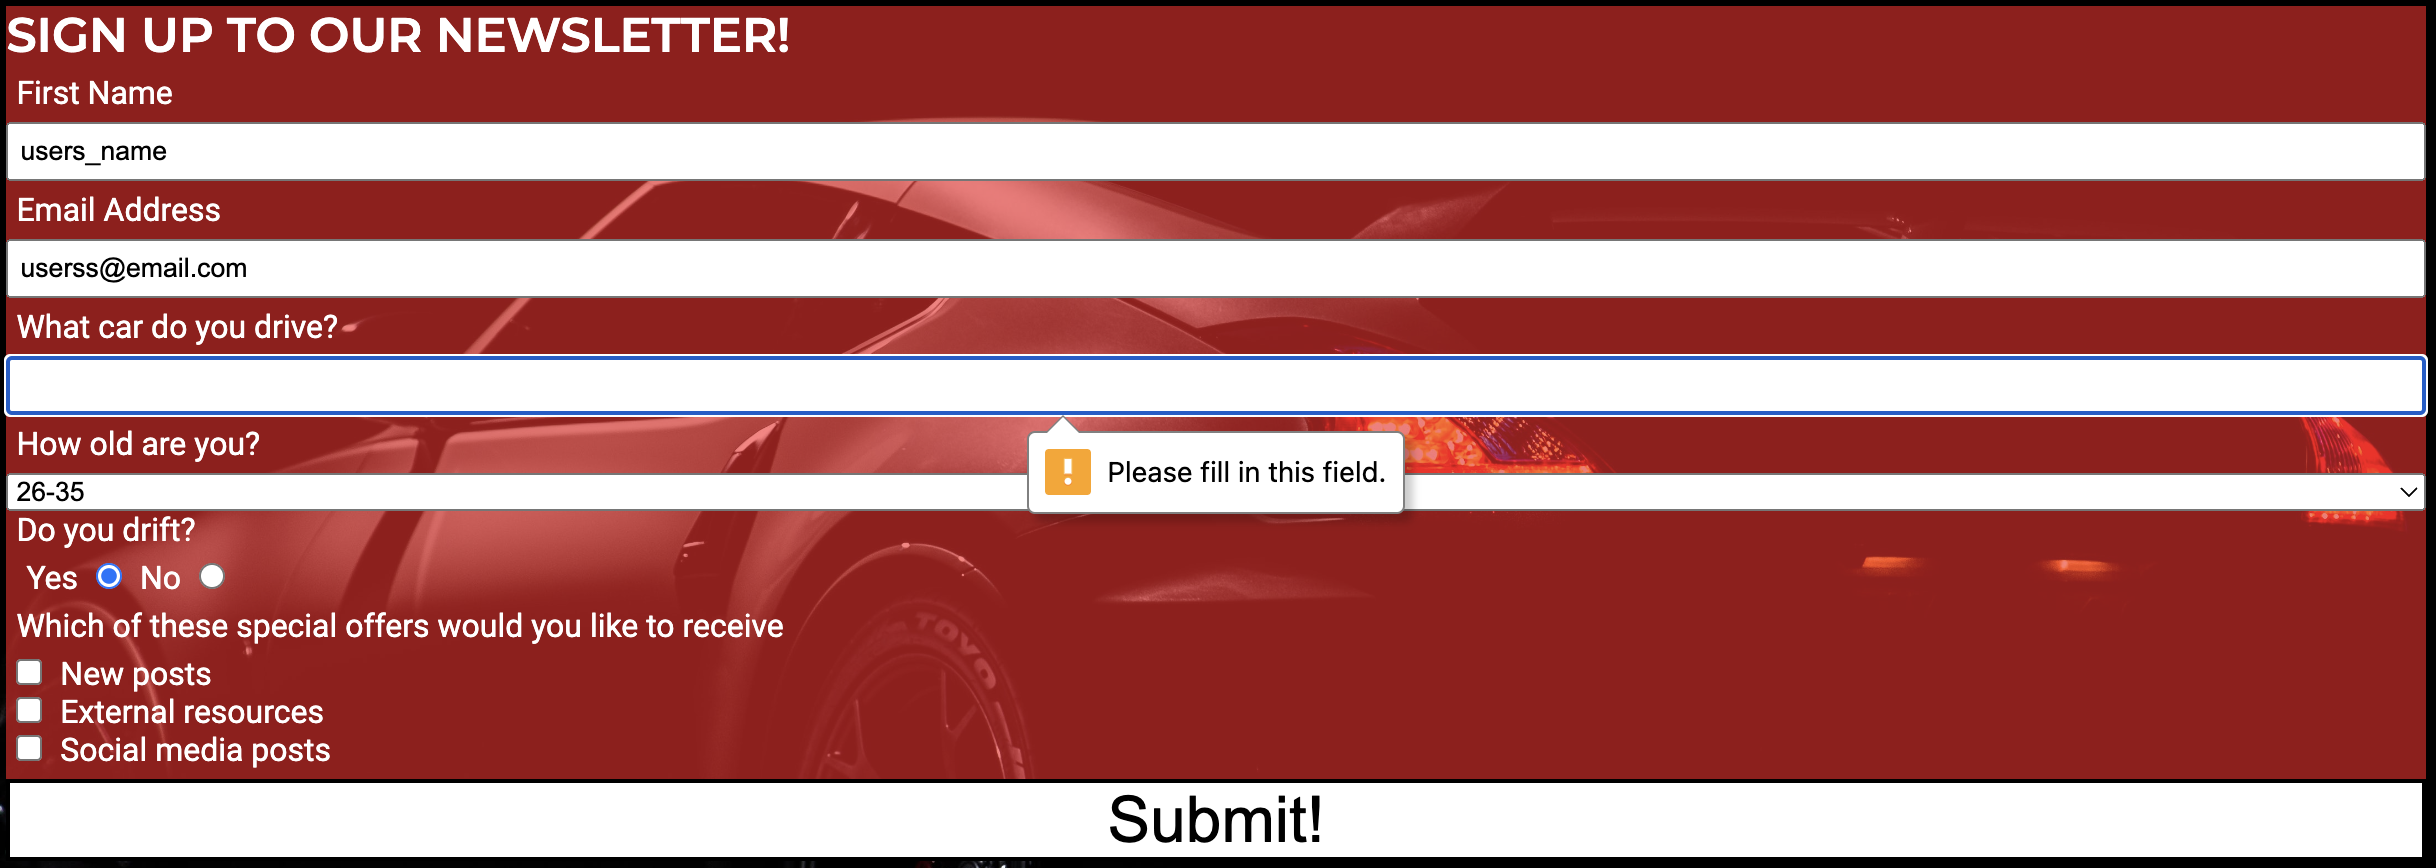 SIGN UP TO OUR NEWSLETTER!
First Name
users_name
Email Address
userss@email.com
What car do you drive?
How old are you?
Please fill in this field.
26-35
Do you drift?
Yes No
Which of these special offers would you like to receive
New posts
TOYO
External resources
Social media posts
Submit!